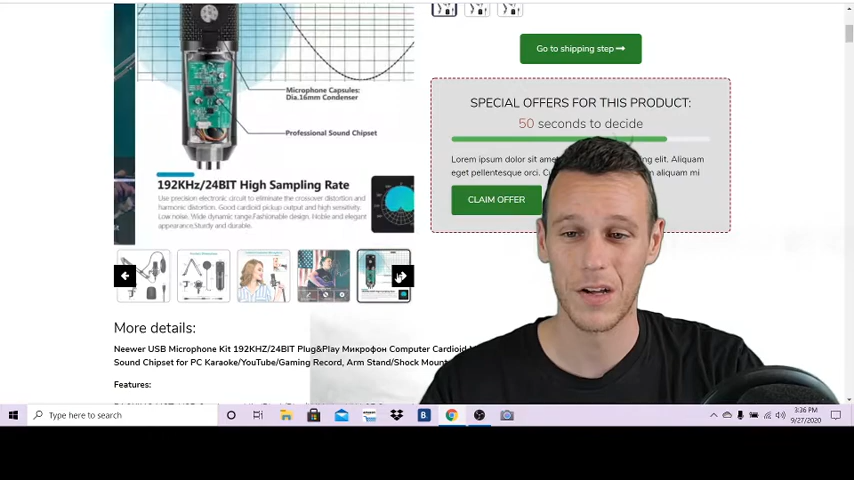 Go to shipping step
Microphone Capsules:
Dia.16mm Condenser
Professional Sound Chipset
192KHz/24BIT High Sampling Rate
Use precision electronic circuit to eliminate the crossover distortion and
harmonic distortion. Good cardioid pickup output and high sensitivity.
Low noise. Wide dynamic range.Fashionable design. Noble and elegant
appearance,Sturdy and durable.
SPECIAL OFFERS FOR THIS PRODUCT:
50 seconds to decide
Lorem ipsum dolor sit amet elit. Aliquam
eget pellentesque orci. aliquam mi
CLAIM OFFER
More details:
Neewer USB Microphone Kit 192KHZ/24BIT Plug&Play Микрофон Computer Cardioid
Sound Chipset for PC Karaoke/YouTube/Gaming Record, Arm Stand/Shock Mount
Features:
Type here to search
3:36 PM
9/27/2020